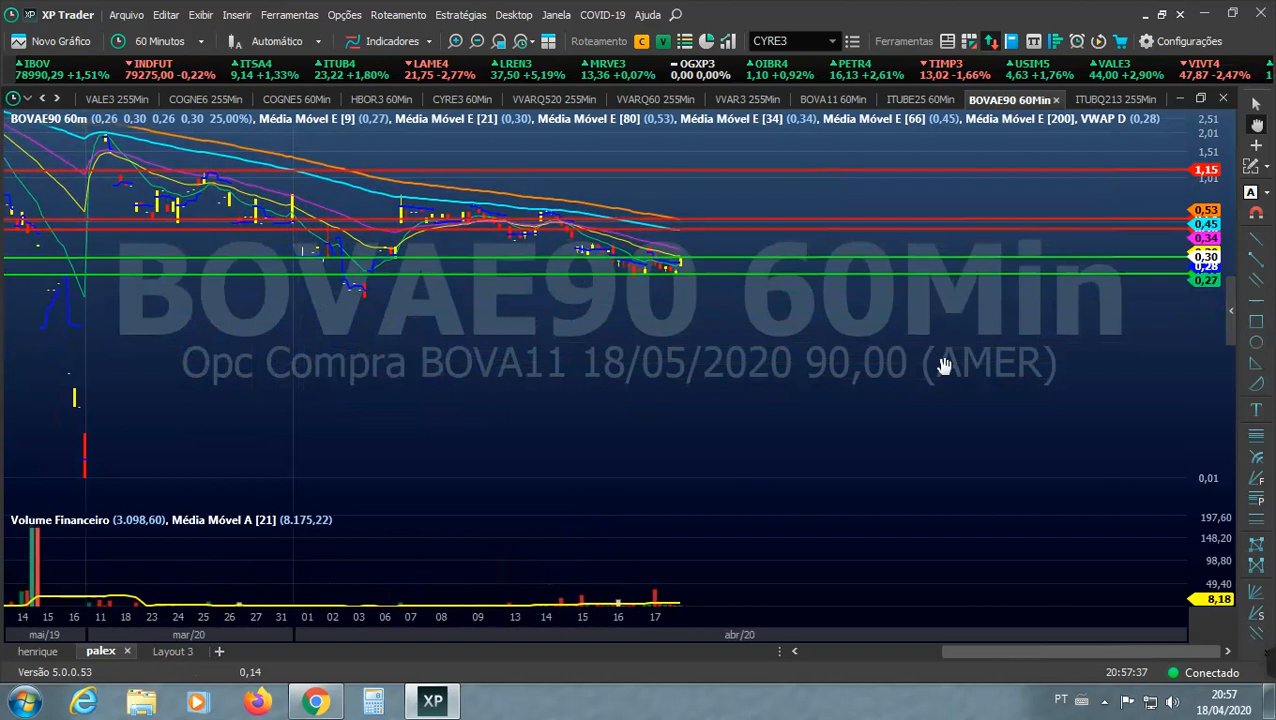 XP Trader Arquivo Editar Exibir Inserir Ferramentas Opções Roteamento Estratégias Desktop Janela COVID-19 Ajuda
Novo Gráfico 60 Minutos Automático Indicadores Roteamento C V CYRE3 Ferramentas Configurações
IBOV INDFUT ITSA4 ITUB4 LAME4 LREN3 MRVE3 OGXP3 OIBR4 PETR4 TIMP3 USIM5 VALE3 VIVT4
78990,29 +1,51% 79275,00 -0,22% 9,14 +1,33% 23,22 +1,80% 21,75 -2,77% 37,50 +5,19% 13,36 +0,07% 0,00 0,00% 1,10 +0,92% 16,13 +2,61% 13,02 -1,66% 4,63 +1,76% 44,00 +2,90% 47,87 -2,47% 1
VALE3 255Min COGNE6 255Min COGNE5 60Min HBOR3 60Min CYRE3 60Min VVARQ520 255Min VVARQ60 255Min VVAR3 255Min BOVA11 60Min ITUBE25 60Min BOVAE90 60Min ITUBQ213 255Min
BOVAE90 60m (0,26 0,30 0,26 0,30 25,00%), Média Móvel E [9] (0,27), Média Móvel E [21] (0,30), Média Móvel E [80] (0,53), Média Móvel E [34] (0,34), Média Móvel E [66] (0,45), Média Móvel E [200], VWAP D (0,28)
2,51
2,01
1,51
1,15
1,01
0,53
0,45
0,34
0,30
0,28
0,27
BOVAE90 60Min
Opc Compra BOVA11 18/05/2020 90,00 (AMER)
0,01
Volume Financeiro (3.098,60), Média Móvel A [21] (8.175,22)
197,60
148,20
98,80
49,40
8,18
14 15 16 11 18 23 24 25 26 27 31 01 02 03 06 07 08 09 13 14 15 16 17
mai/19 mar/20 abr/20
henrique palex Layout 3
Versão 5.0.0.53 0,14 20:57:37 Conectado
XP PT 20:57
18/04/2020